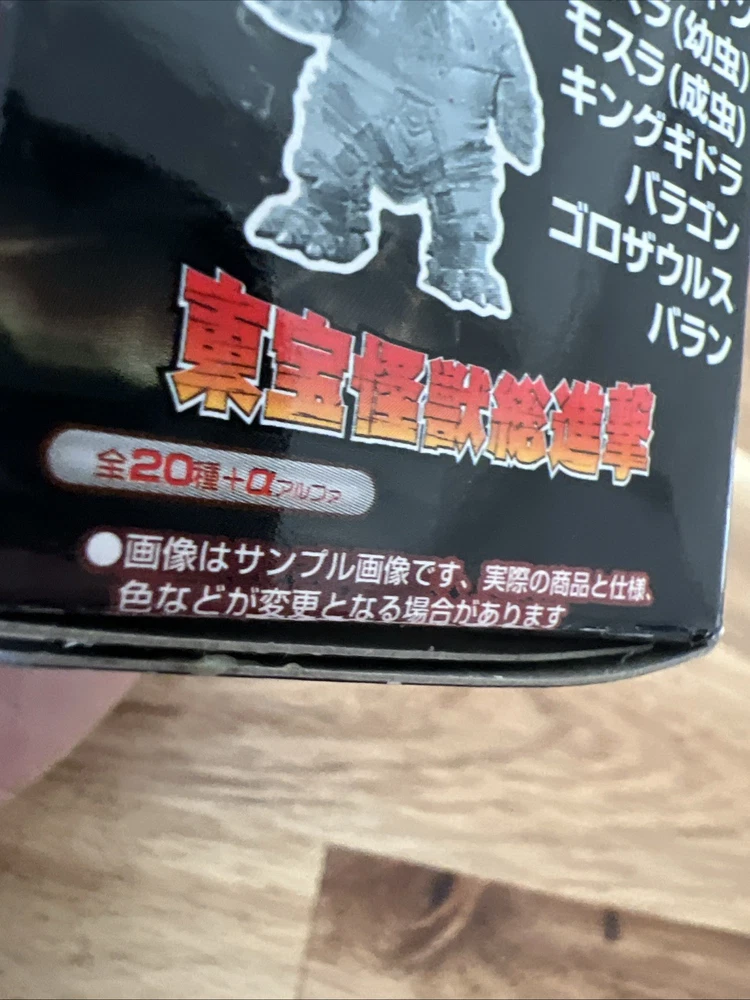 スラ(幼虫)
モスラ(成虫)
キングギドラ
バラゴン
ゴロザウルス
バラン
東宝怪獣総進撃
全20種+αアルファ
●画像はサンプル画像です、実際の商品と仕様、
色などが変更となる場合があります